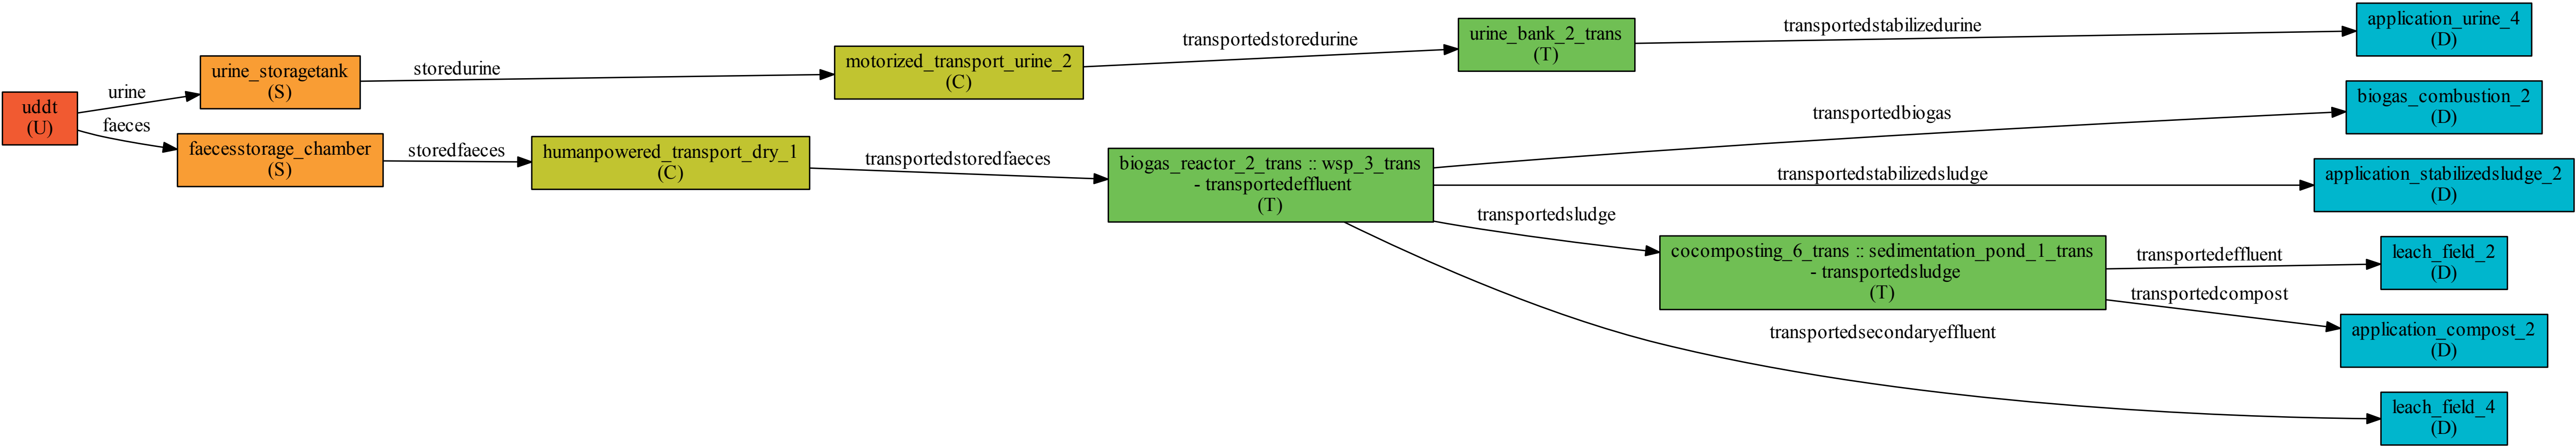 uddt
(U)
urine
faeces
urine_storagetank
(S)
faecesstorage_chamber
(S)
storedurine
storedfaeces
humanpowered_transport_dry_1
(C)
motorized_transport_urine_2
(C)
transportedstoredfaeces
transportedstoredurine
biogas_reactor_2_trans :: wsp_3_trans
- transportedeffluent
(T)
urine_bank_2_trans
(T)
transportedstabilizedurine
transportedbiogas
transportedstabilizedsludge
transportedsludge
transportedsecondaryeffluent
cocomposting_6_trans :: sedimentation_pond_1_trans
- transportedsludge
(T)
transportedeffluent
transportedcompost
application_urine_4
(D)
biogas_combustion_2
(D)
application_stabilizedsludge_2
(D)
leach_field_2
(D)
application_compost_2
(D)
leach_field_4
(D)